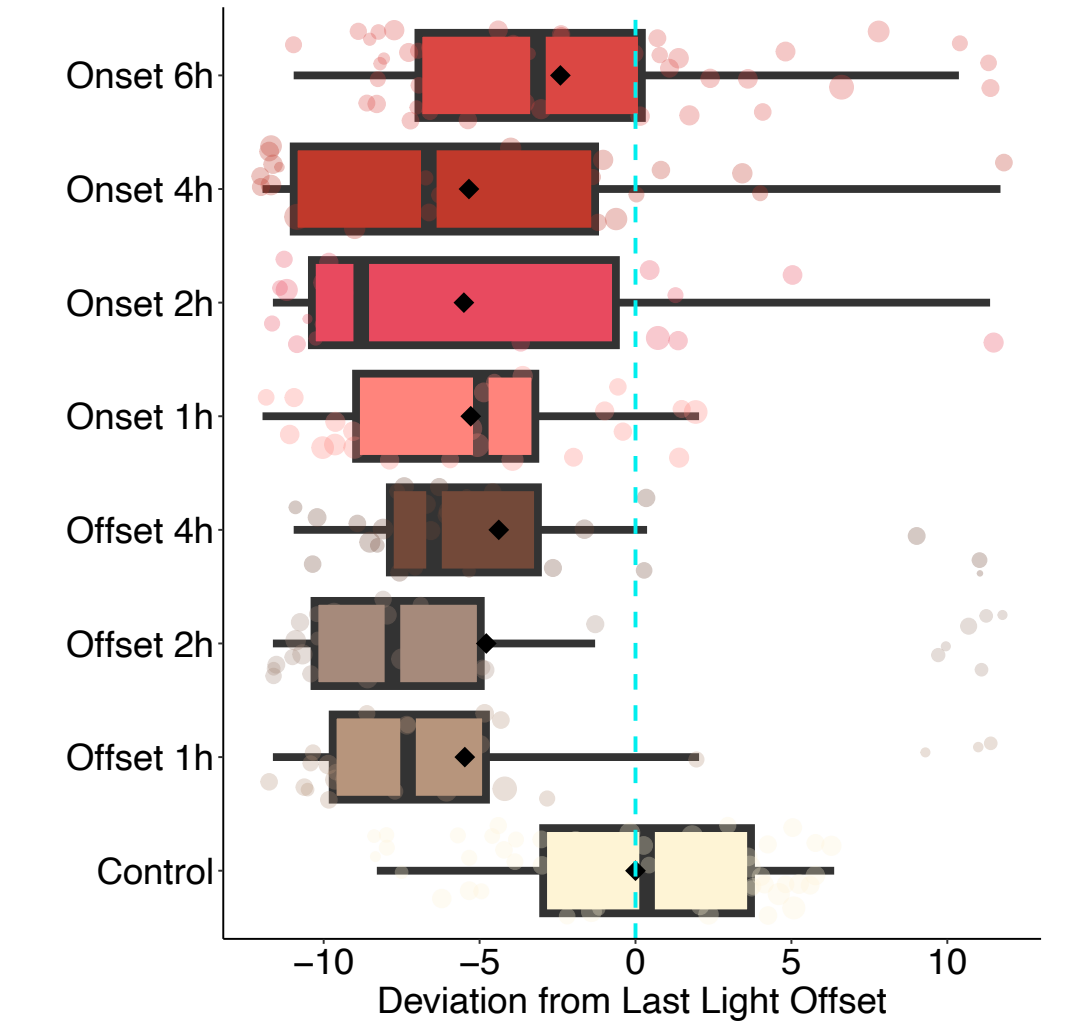 Onset 6h
Onset 4h
Onset 2h
Onset 1h
Offset 4h
Offset 2h
Offset 1h
Control
−10 −5 0 5 10
Deviation from Last Light Offset